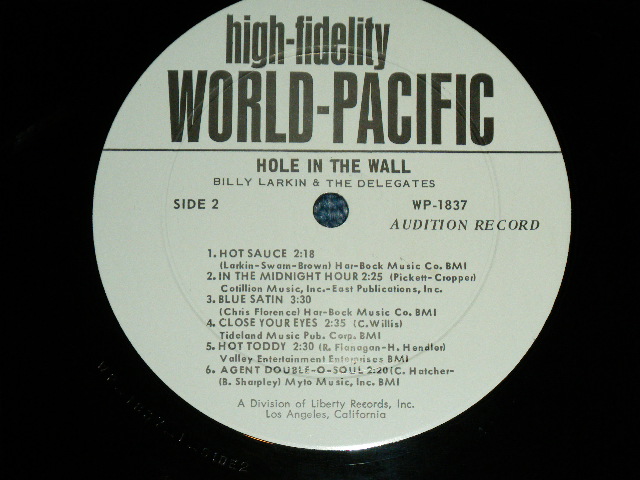 high-fidelity
WORLD-PACIFIC
HOLE IN THE WALL
BILLY LARKIN & THE DELEGATES
SIDE 2 WP-1837
AUDITION RECORD
1. HOT SAUCE 2:18
(Larkin-Swarn-Brown) Har-Bock Music Co. BMI
2. IN THE MIDNIGHT HOUR 2:25 (Pickett-Cropper)
Cotillion Music, Inc.-East Publications, Inc.
3. BLUE SATIN 3:30
(Chris Florence) Har-Bock Music Co. BMI
4. CLOSE YOUR EYES 2:35 (C. Willis)
Tideland Music Pub. Corp. BMI
5. HOT TODDY 2:30 (R. Flanagan-H. Hendler)
Valley Entertainment Enterprises BMI
6. AGENT DOUBLE-O-SOUL 2:20 (C. Hatcher-
(B. Sharpley) Myto Music, Inc. BMI
A Division of Liberty Records, Inc.
Los Angeles, California